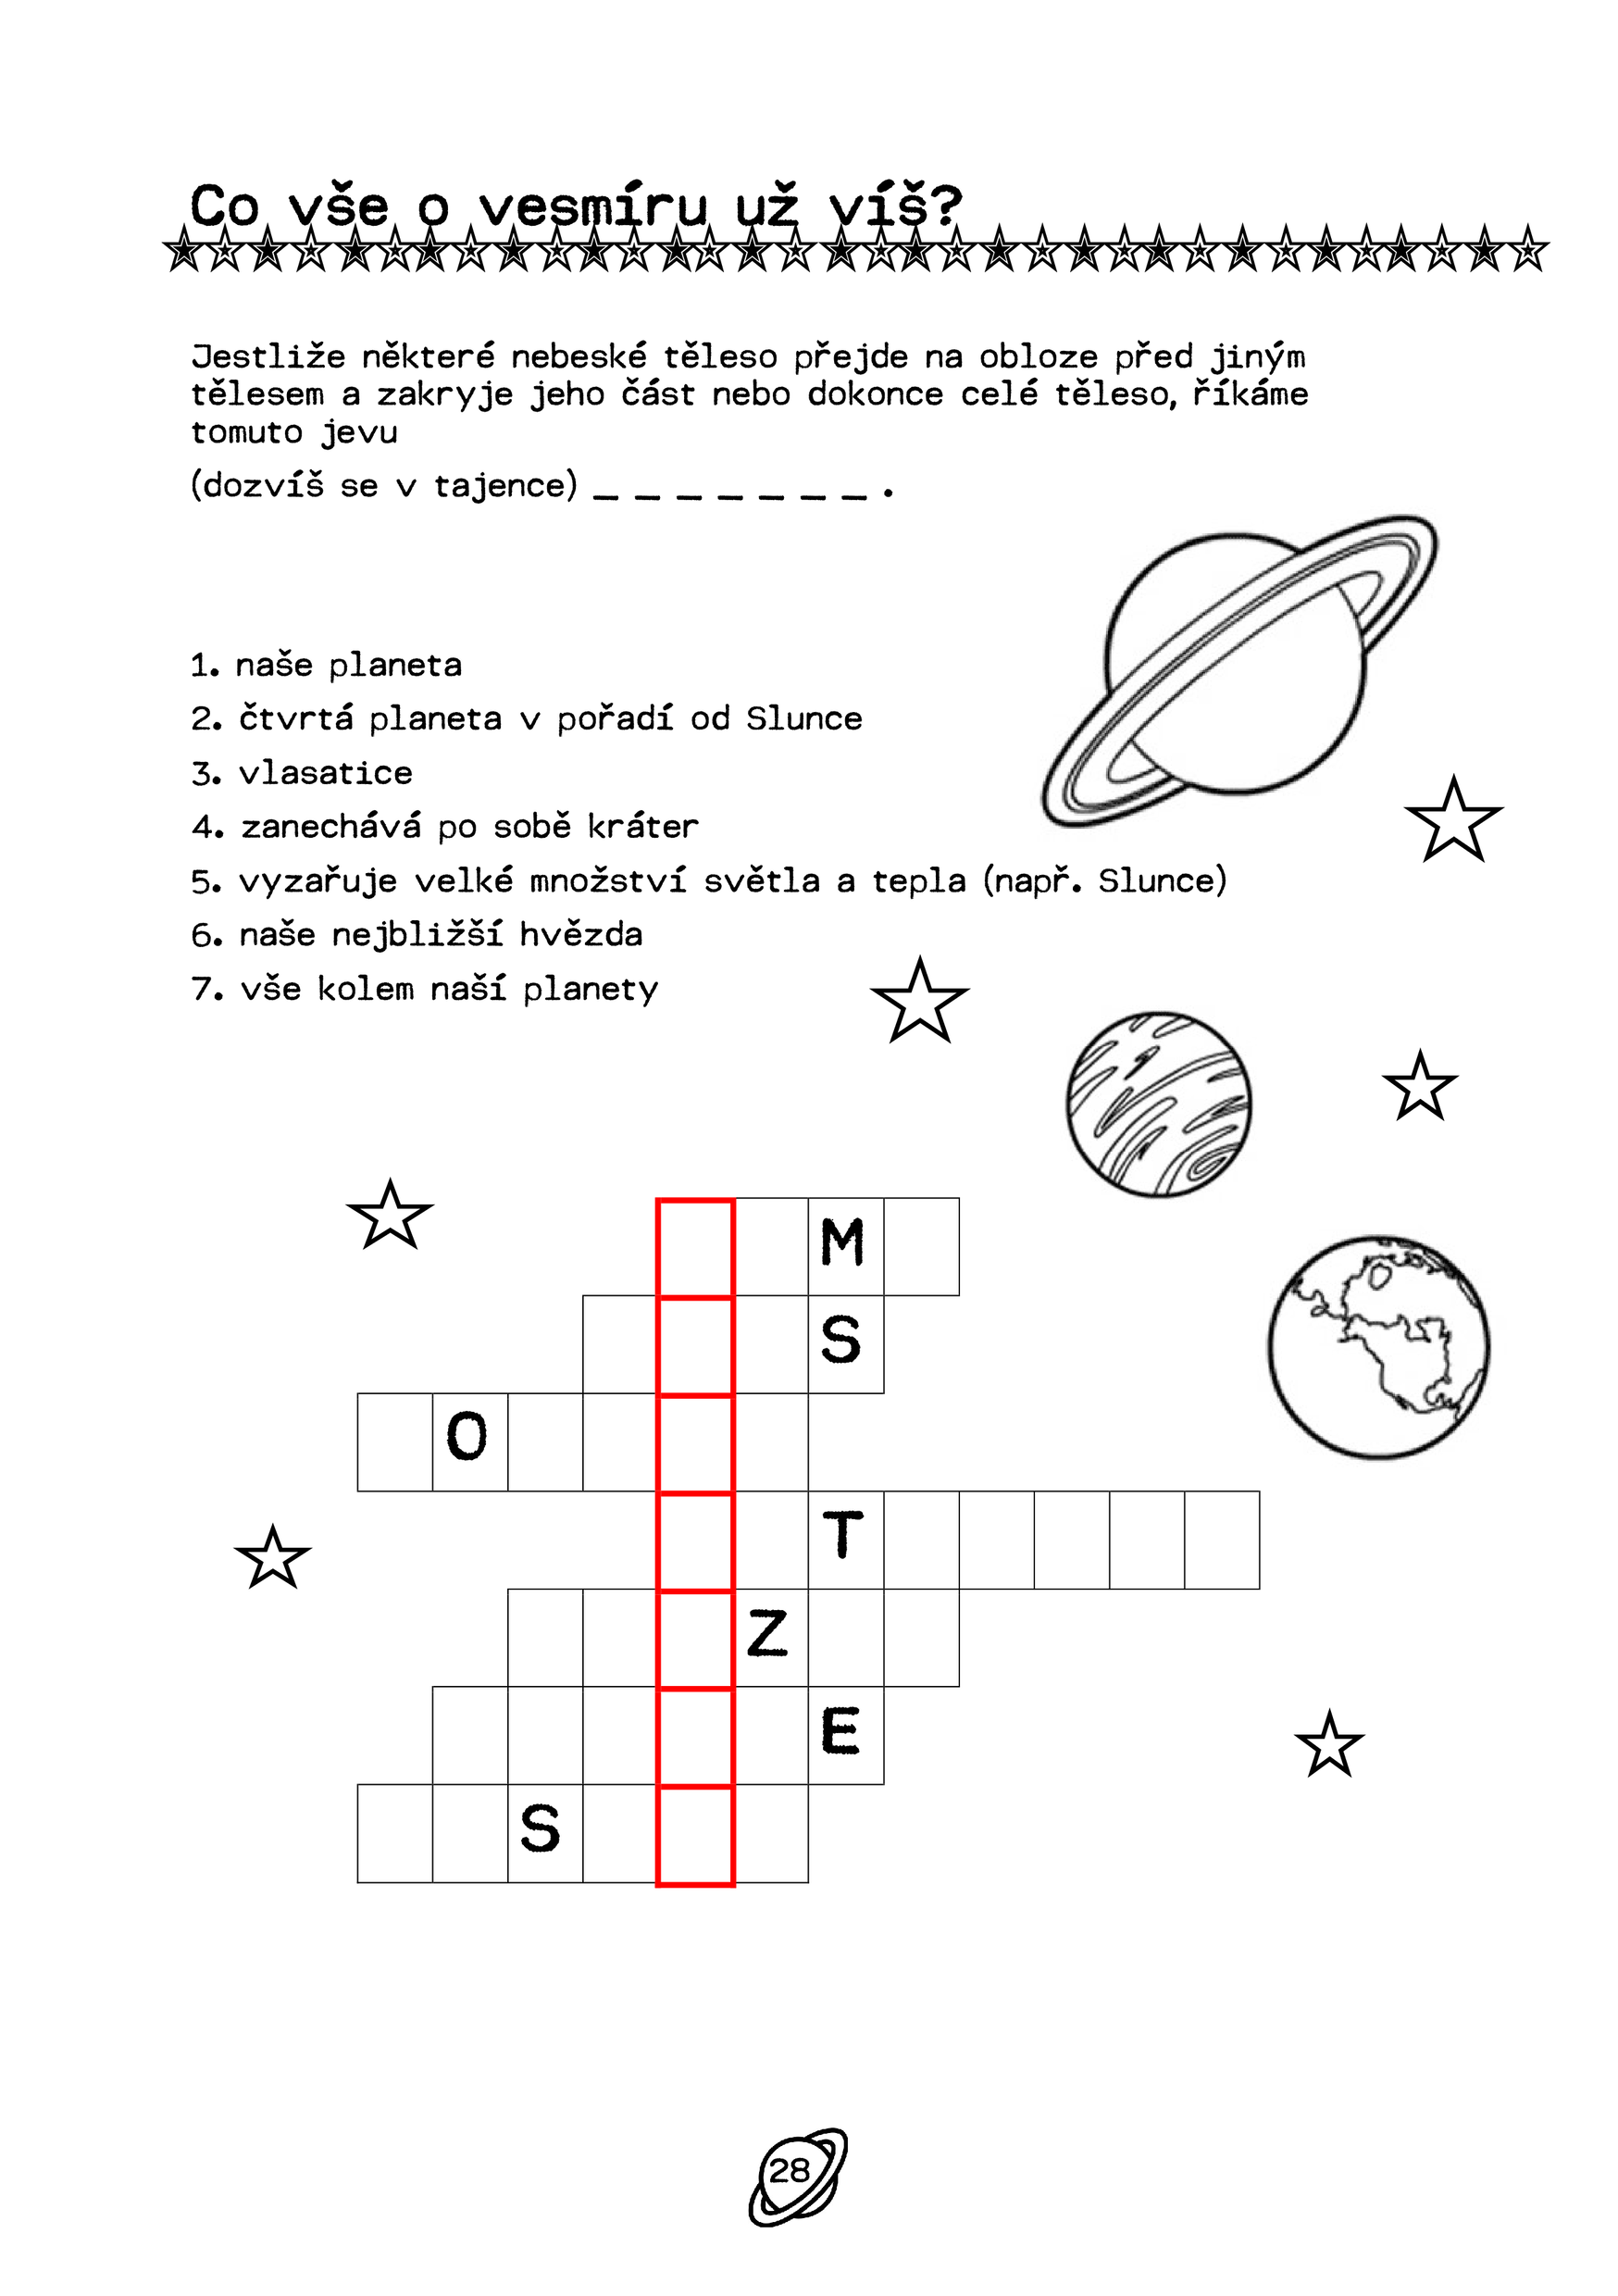 Co vše o vesmíru už víš?
Jestliže některé nebeské těleso přejde na obloze před jiným
tělesem a zakryje jeho část nebo dokonce celé těleso, říkáme
tomuto jevu
(dozvíš se v tajence) _ _ _ _ _ _ _ .
1. naše planeta
2. čtvrtá planeta v pořadí od Slunce
3. vlasatice
4. zanechává po sobě kráter
5. vyzařuje velké množství světla a tepla (např. Slunce)
6. naše nejbližší hvězda
7. vše kolem naší planety
M
S
O
T
Z
E
S
28